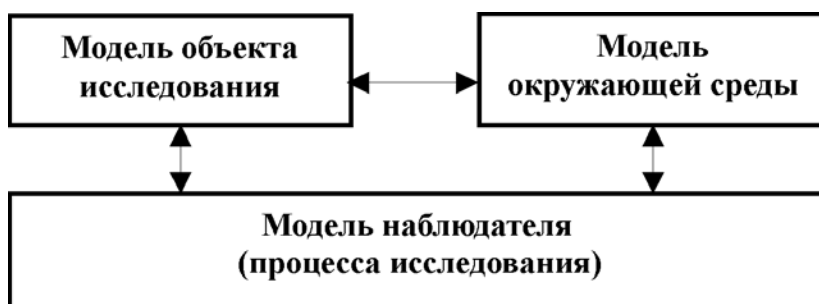 Модель объекта
исследования
Модель
окружающей среды
Модель наблюдателя
(процесса исследования)